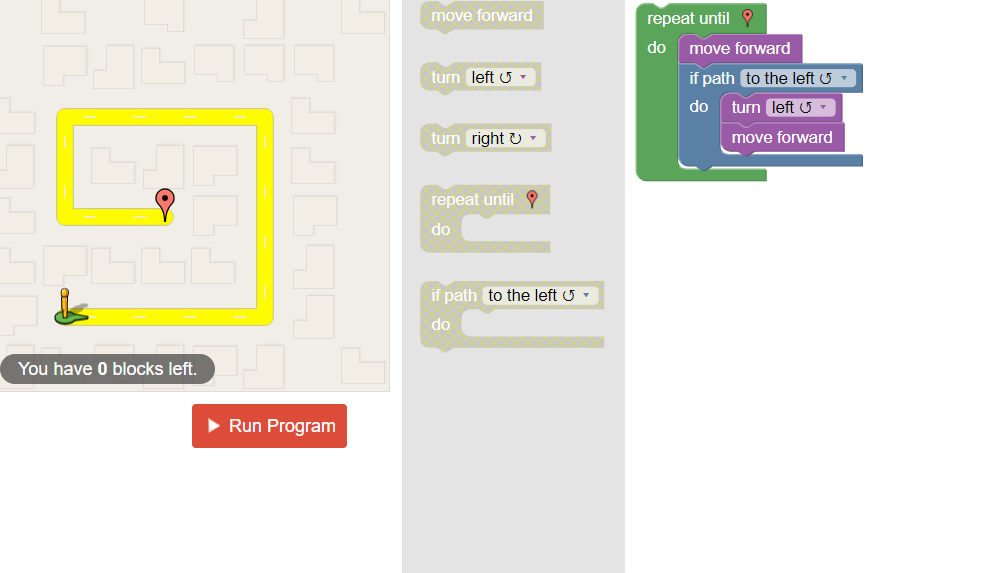 You have 0 blocks left.
Run Program
move forward
turn left ↺
turn right ↻
repeat until
do
if path to the left ↺
do
repeat until
do
move forward
if path to the left ↺
do
turn left ↺
move forward